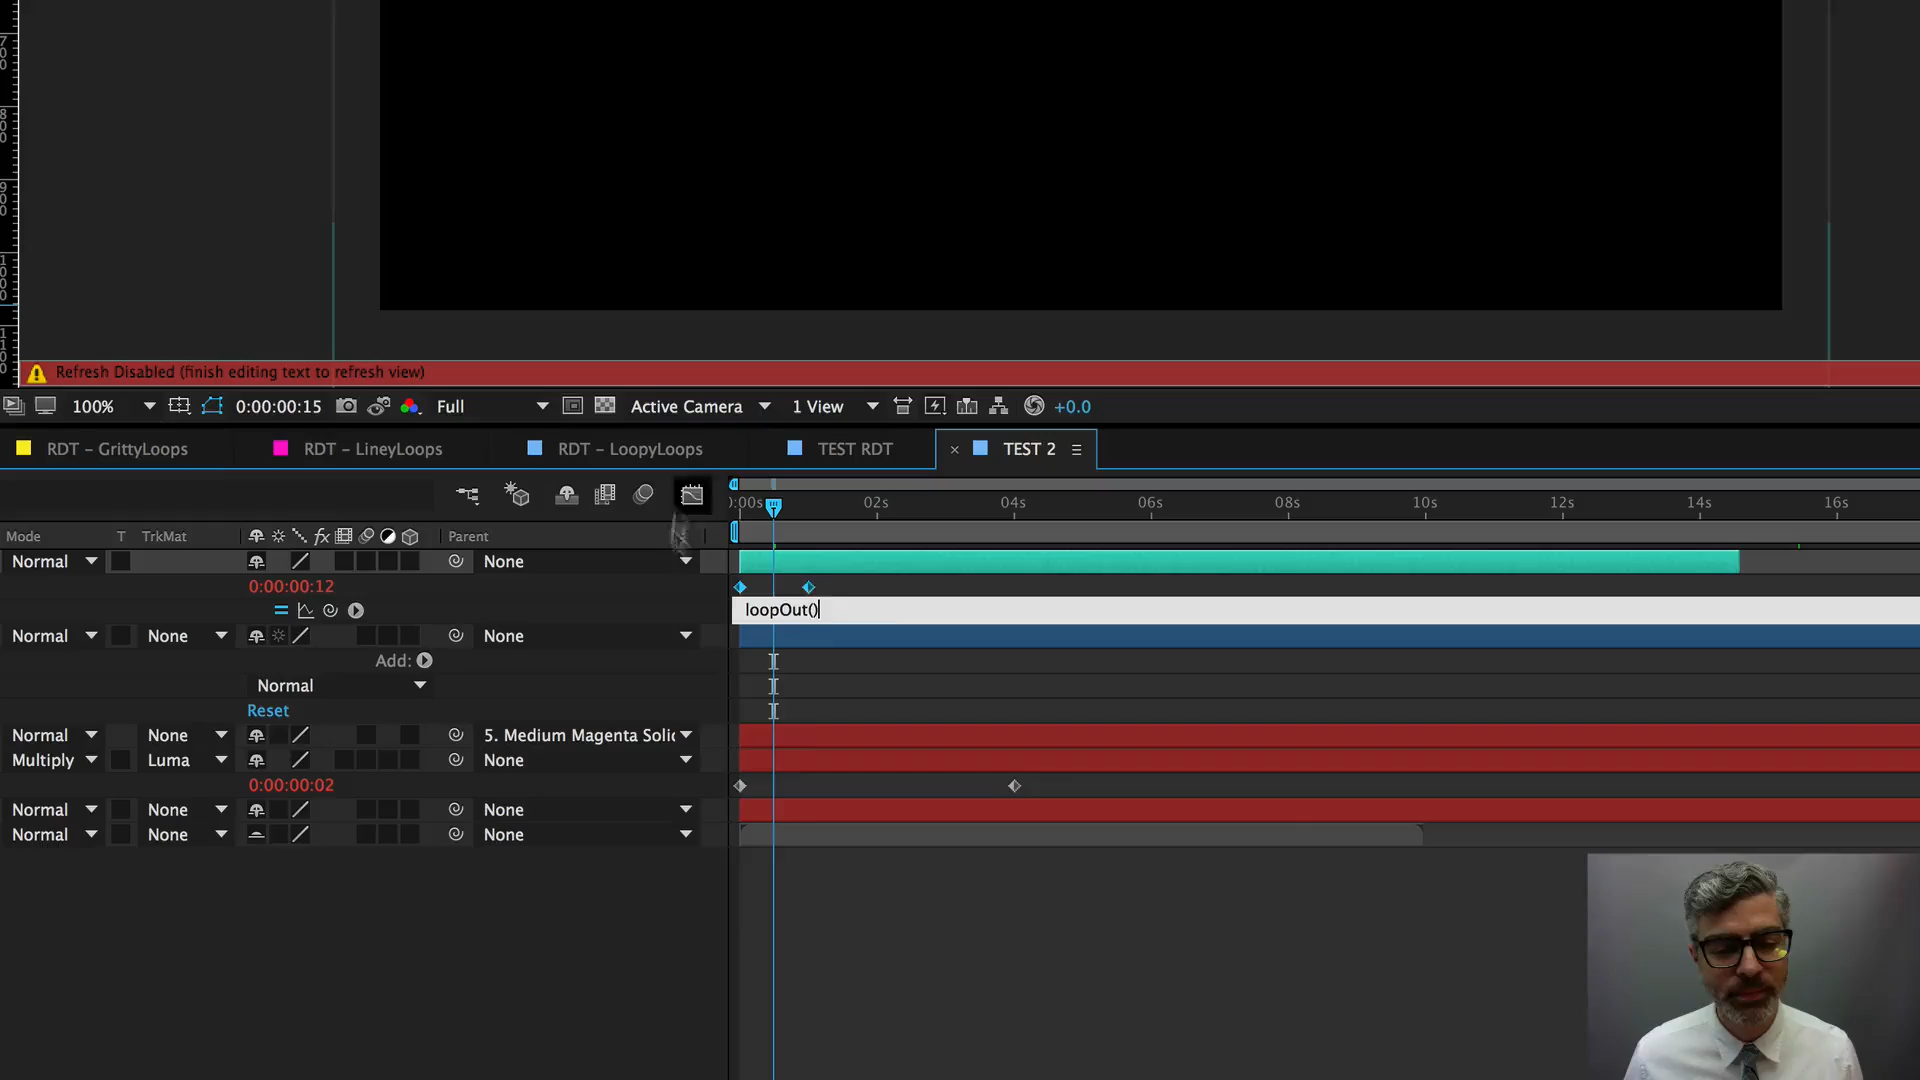 Refresh Disabled (finish editing text to refresh view)
100% 0:00:00:15 Full Active Camera 1 View +0.0
RDT – GrittyLoops RDT – LineyLoops RDT – LoopyLoops TEST RDT × TEST 2
):00s 02s 04s 06s 08s 10s 12s 14s 16s
Mode T TrkMat fx Parent
Normal None
0:00:00:12
loopOut()
Normal None None
Add:
Normal
Reset
Normal None 5. Medium Magenta Solic
Multiply Luma None
0:00:00:02
Normal None None
Normal None None